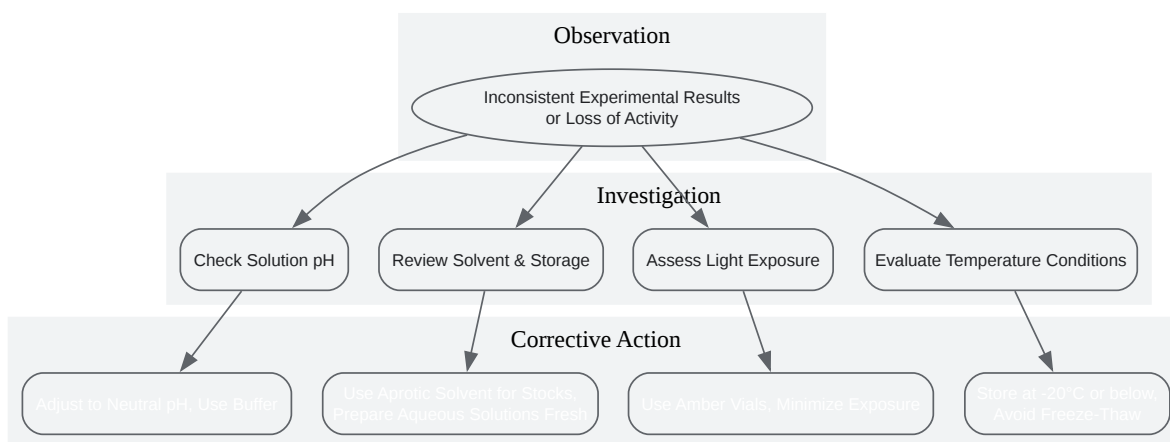 Observation
Inconsistent Experimental Results
or Loss of Activity
Investigation
Check Solution pH
Review Solvent & Storage
Assess Light Exposure
Evaluate Temperature Conditions
Corrective Action
Adjust to Neutral pH, Use Buffer
Use Aprotic Solvent for Stocks,
Prepare Aqueous Solutions Fresh
Use Amber Vials, Minimize Exposure
Store at -20°C or below,
Avoid Freeze-Thaw